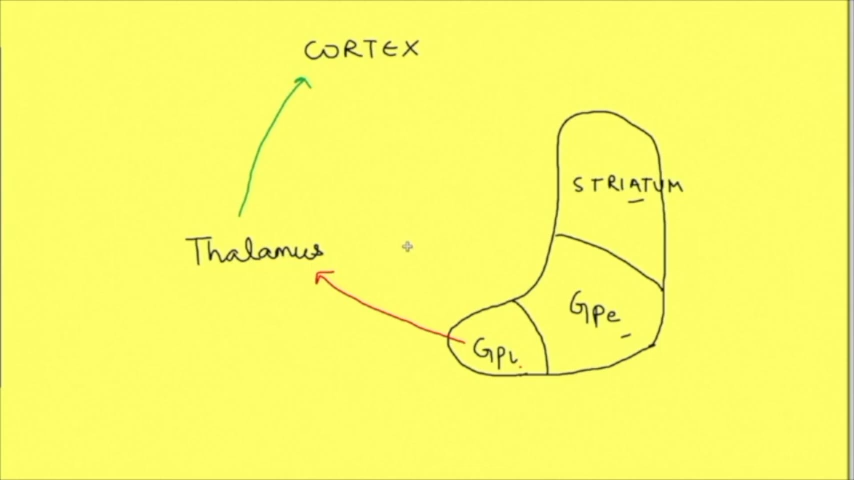 CORTEX
STRIATUM
Thalamus
GPe
GPi